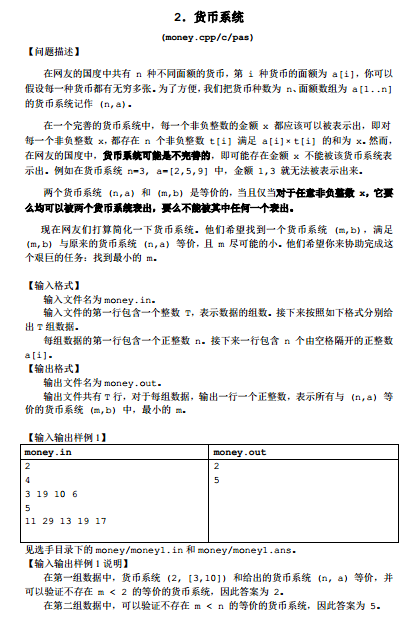 2. 货币系统
(money.cpp/c/pas)
【问题描述】
在网友的国度中共有 n 种不同面额的货币，第 i 种货币的面额为 a[i]，你可以
假设每一种货币都有无穷多张。为了方便，我们把货币种数为 n、面额数组为 a[1..n]
的货币系统记作 (n,a)。
在一个完善的货币系统中，每一个非负整数的金额 x 都应该可以被表示出，即对
每一个非负整数 x，都存在 n 个非负整数 t[i] 满足 a[i]× t[i] 的和为 x。然而，
在网友的国度中，货币系统可能是不完善的，即可能存在金额 x 不能被该货币系统表
示出。例如在货币系统 n=3, a=[2,5,9] 中，金额 1,3 就无法被表示出来。
两个货币系统 (n,a) 和 (m,b) 是等价的，当且仅当对于任意非负整数 x，它要
么均可以被两个货币系统表出，要么不能被其中任何一个表出。
现在网友们打算简化一下货币系统。他们希望找到一个货币系统 (m,b)，满足
(m,b) 与原来的货币系统 (n,a) 等价，且 m 尽可能的小。他们希望你来协助完成这
个艰巨的任务：找到最小的 m。
【输入格式】
输入文件名为 money.in。
输入文件的第一行包含一个整数 T，表示数据的组数。接下来按照如下格式分别给
出 T 组数据。
每组数据的第一行包含一个正整数 n。接下来一行包含 n 个由空格隔开的正整数
a[i]。
【输出格式】
输出文件名为 money.out。
输出文件共有 T 行，对于每组数据，输出一行一个正整数，表示所有与 (n,a) 等
价的货币系统 (m,b) 中，最小的 m。
【输入输出样例 1】
money.in money.out
2 2
4 5
3 19 10 6
5
11 29 13 19 17
见选手目录下的 money/money1.in 和 money/money1.ans。
【输入输出样例 1 说明】
在第一组数据中，货币系统 (2, [3,10]) 和给出的货币系统 (n, a) 等价，并
可以验证不存在 m < 2 的等价的货币系统，因此答案为 2。
在第二组数据中，可以验证不存在 m < n 的等价的货币系统，因此答案为 5。